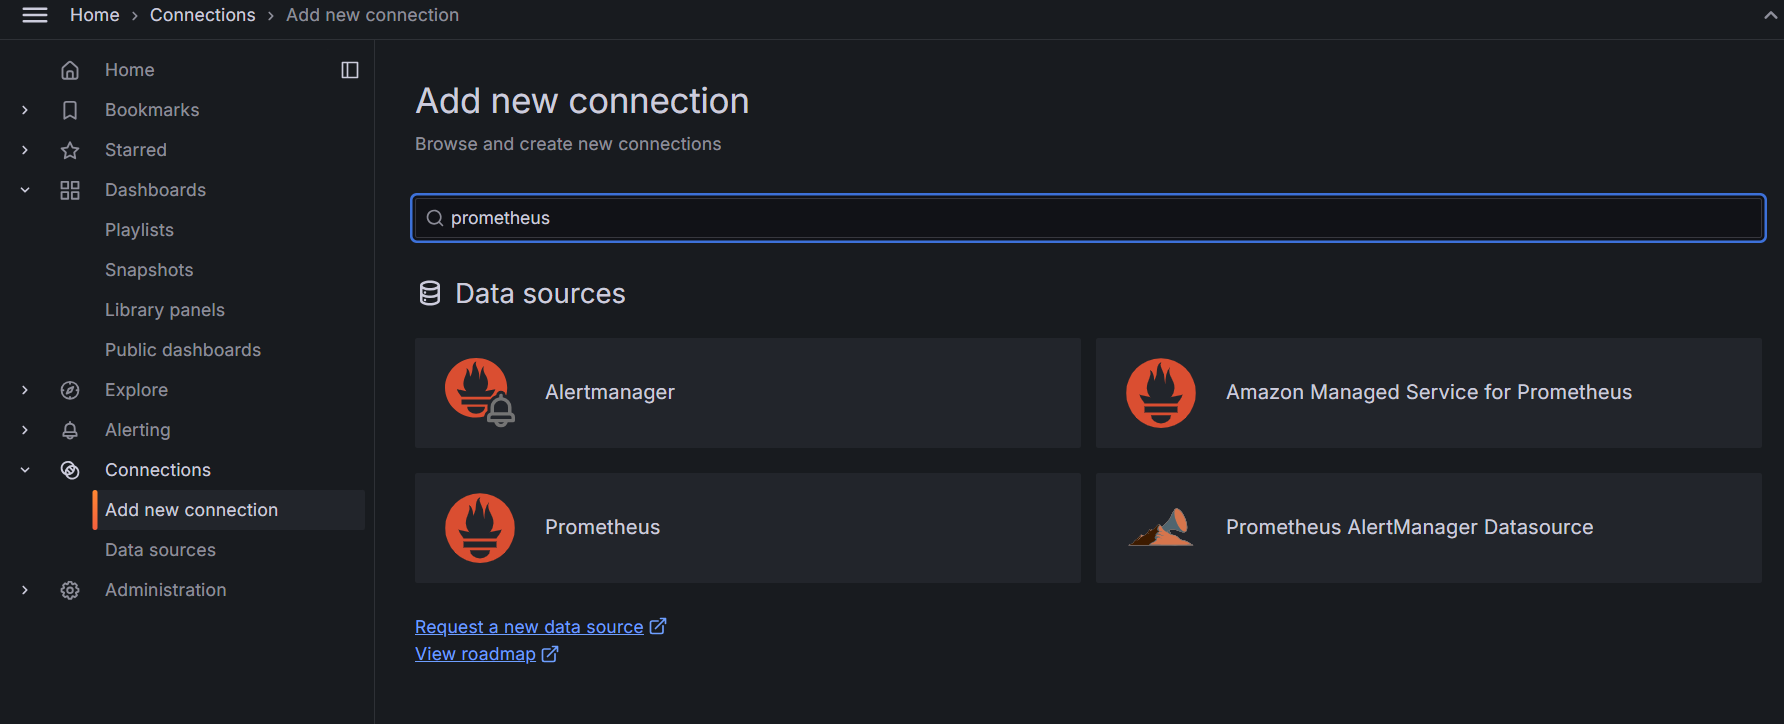 Home › Connections › Add new connection
Home
Bookmarks
Starred
Dashboards
Playlists
Snapshots
Library panels
Public dashboards
Explore
Alerting
Connections
Add new connection
Data sources
Administration
Add new connection
Browse and create new connections
prometheus
Data sources
Alertmanager
Amazon Managed Service for Prometheus
Prometheus
Prometheus AlertManager Datasource
Request a new data source
View roadmap